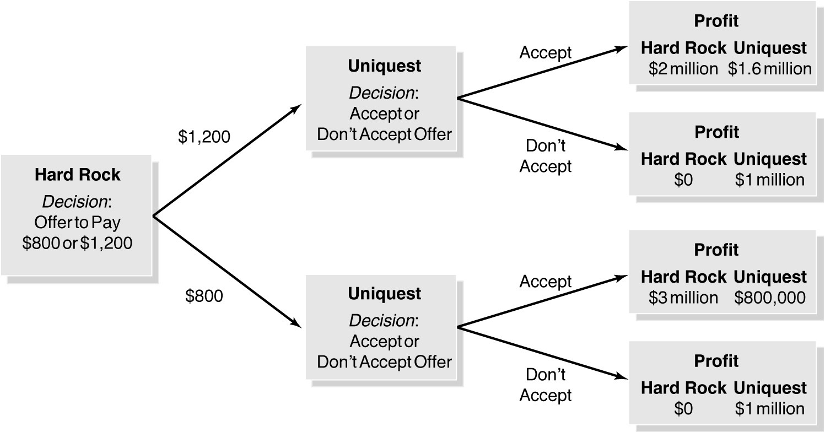 Hard Rock
Decision:
Offer to Pay
$800 or $1,200
$1,200
$800
Uniquest
Decision:
Accept or
Don't Accept Offer
Uniquest
Decision:
Accept or
Don't Accept Offer
Accept
Don't
Accept
Accept
Don't
Accept
Profit
Hard Rock Uniquest
$2 million $1.6 million
Profit
Hard Rock Uniquest
$0 $1 million
Profit
Hard Rock Uniquest
$3 million $800,000
Profit
Hard Rock Uniquest
$0 $1 million